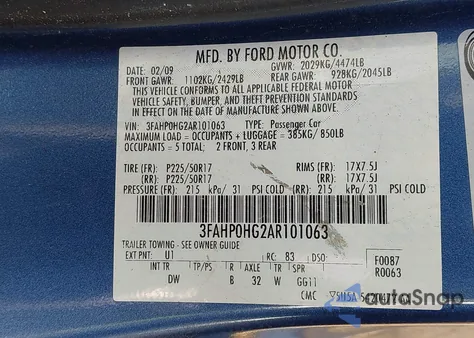 MFD. BY FORD MOTOR CO.
DATE: 02/09 GVWR: 2029KG/4474LB
FRONT GAWR: 1102KG/2429LB REAR GAWR: 928KG/2045LB
THIS VEHICLE CONFORMS TO ALL APPLICABLE FEDERAL MOTOR
VEHICLE SAFETY, BUMPER, AND THEFT PREVENTION STANDARDS
IN EFFECT ON THE DATE OF MANUFACTURE SHOWN ABOVE.
VIN: 3FAHP0HG2AR101063 TYPE: Passenger Car
MAXIMUM LOAD = OCCUPANTS + LUGGAGE = 385KG/ 850LB
OCCUPANTS = 5 TOTAL: 2 FRONT, 3 REAR
TIRE (FR): P225/50R17 RIMS (FR): 17X7.5J
(RR): P225/50R17 (RR): 17X7.5J
PRESSURE (FR): 215 kPa/ 31 PSI COLD (RR): 215 kPa/ 31 PSI COLD
3FAHP0HG2AR101063
TRAILER TOWING - SEE OWNER GUIDE
EXT PNT: U1 RC: 83 DSO: F0087
INT TR TP/PS R AXLE TR SPR R0063
DW B 32 W GG11
CMC
AutoSnap